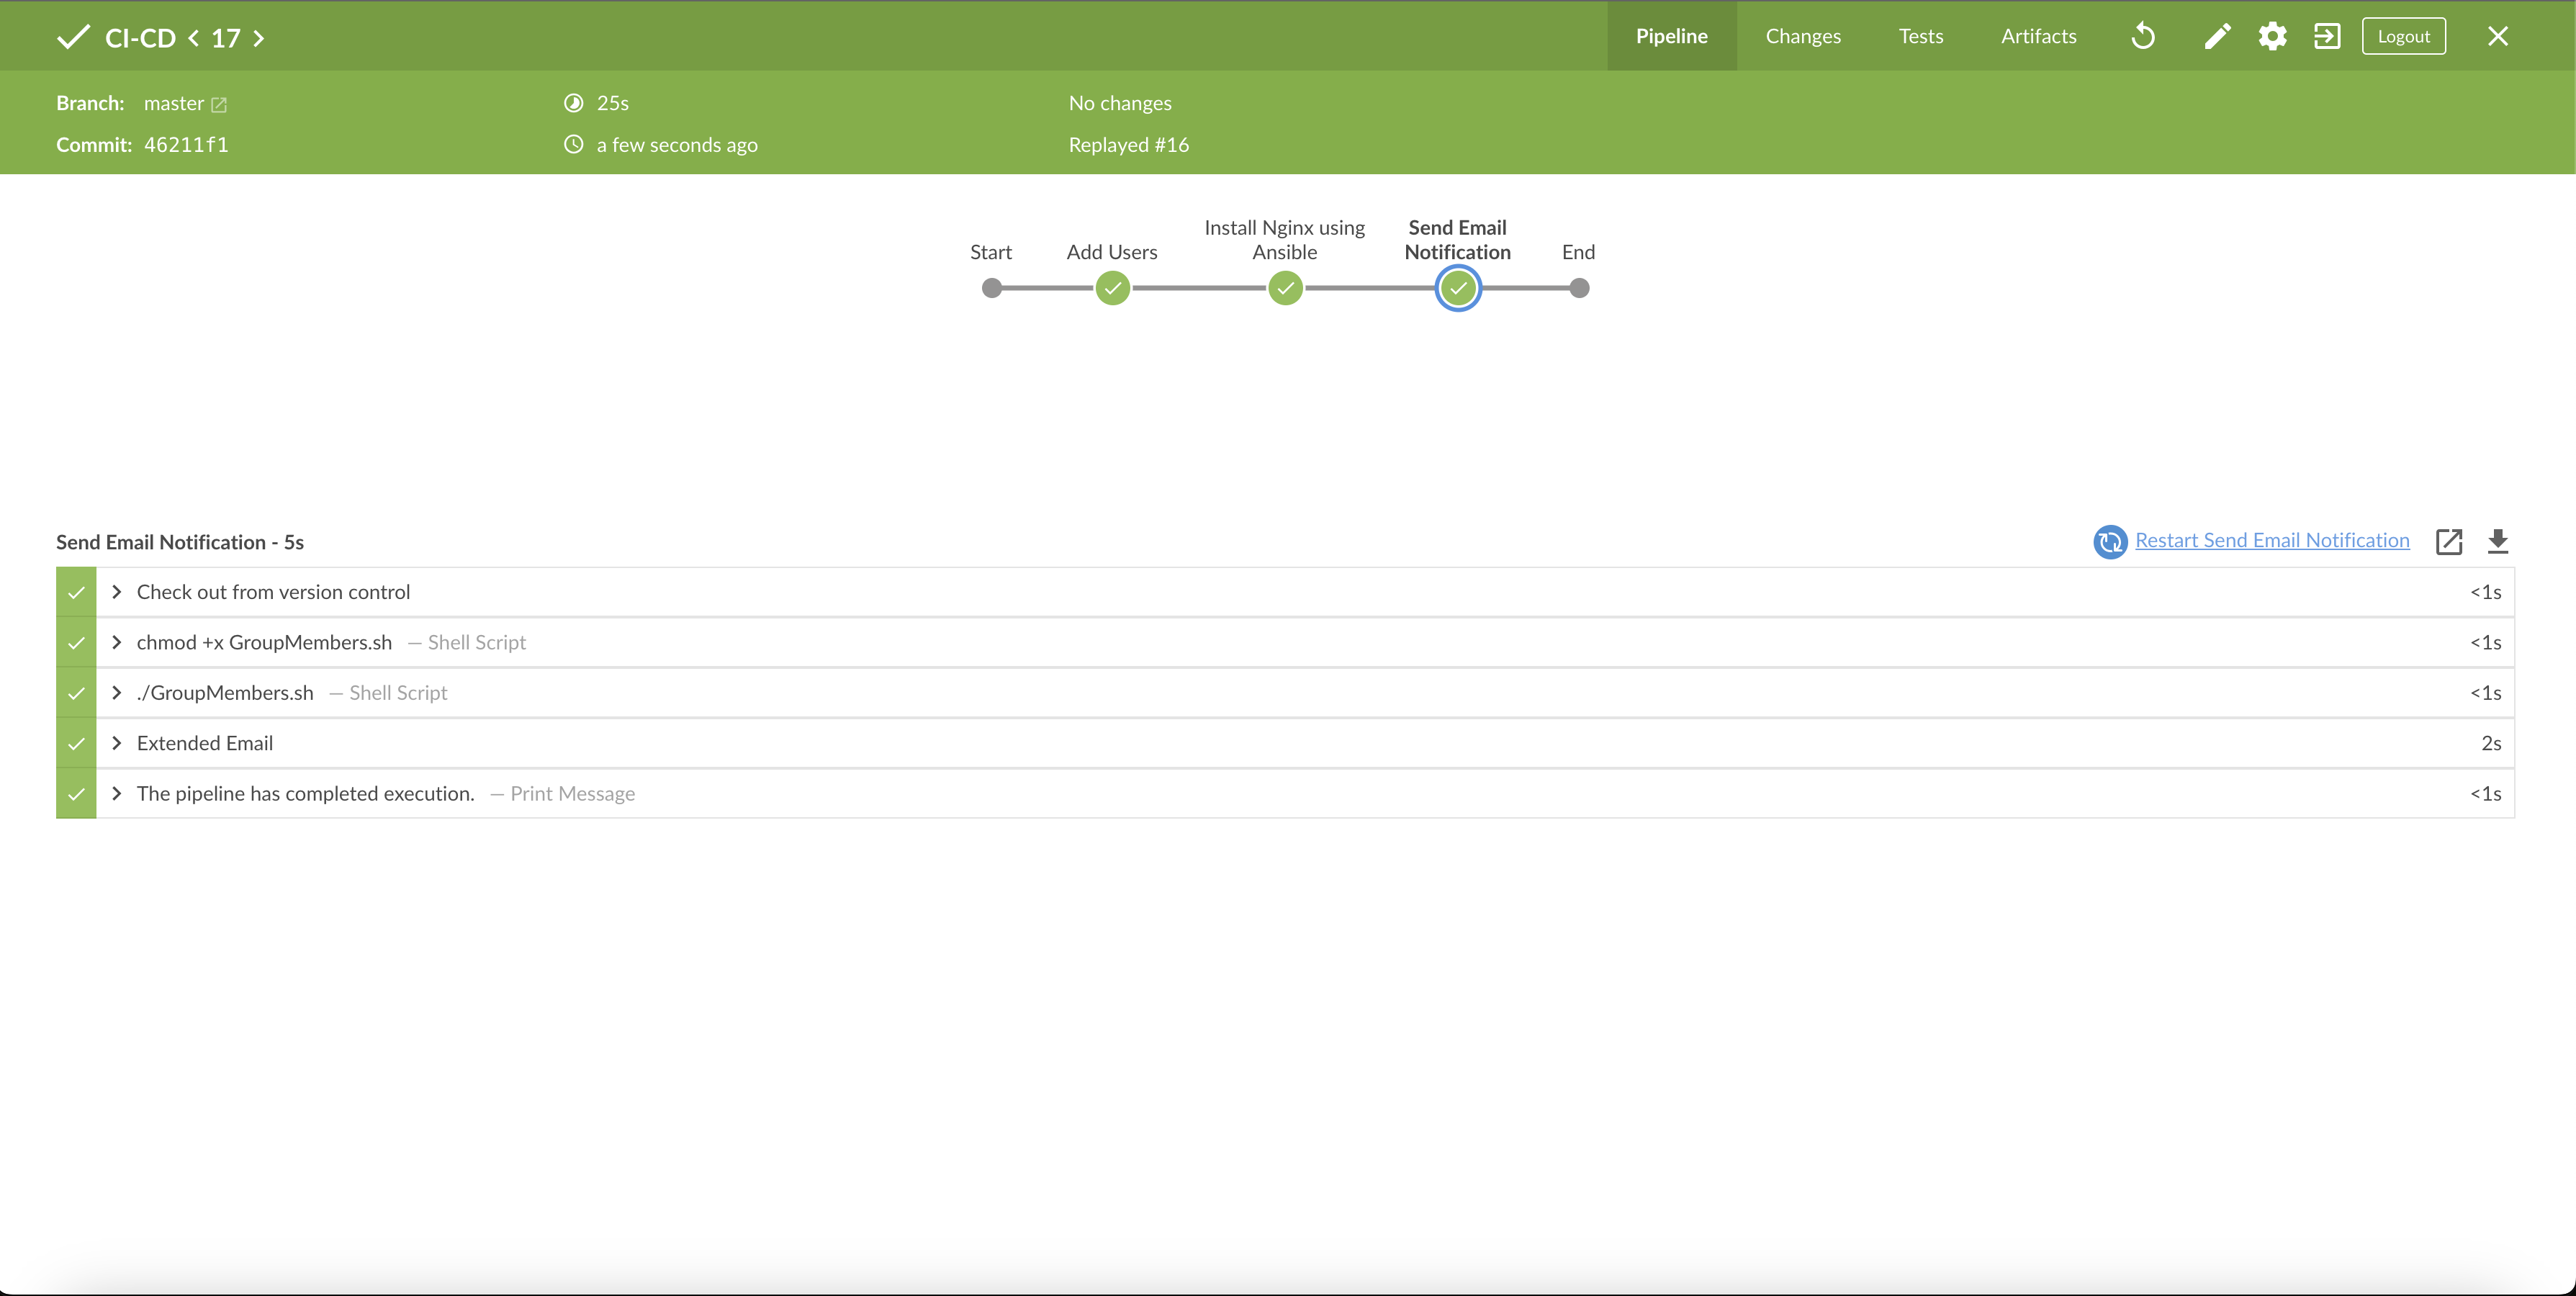 CI-CD < 17 >
Pipeline Changes Tests Artifacts Logout
Branch: master 25s No changes
Commit: 46211f1 a few seconds ago Replayed #16
Start Add Users Install Nginx using Ansible Send Email Notification End
Send Email Notification - 5s Restart Send Email Notification
Check out from version control <1s
chmod +x GroupMembers.sh — Shell Script <1s
./GroupMembers.sh — Shell Script <1s
Extended Email 2s
The pipeline has completed execution. — Print Message <1s